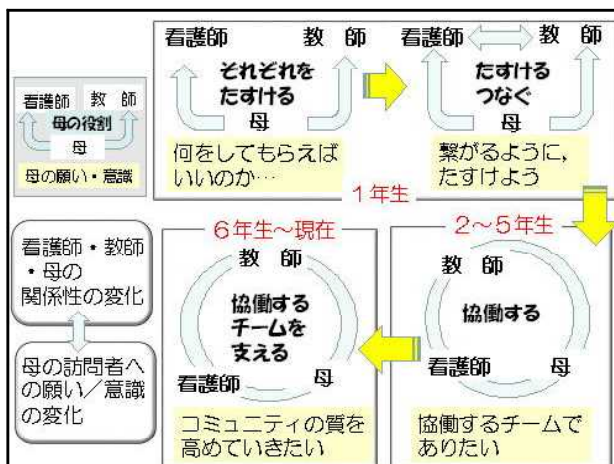 看護師 教 師
母の役割
母
母の願い・意識
看護師 教 師
それぞれを
たすける
母
何をしてもらえば
いいのか…
看護師 教 師
たすける
つなぐ
母
繋がるように,
たすけよう
1年生
2~5年生
教 師
協働する
看護師 母
協働するチームで
ありたい
6年生~現在
教 師
協働する
チームを
支える
看護師 母
コミュニティの質を
高めていきたい
看護師・教師
・母の
関係性の変化
母の訪問者へ
の願い/意識
の変化